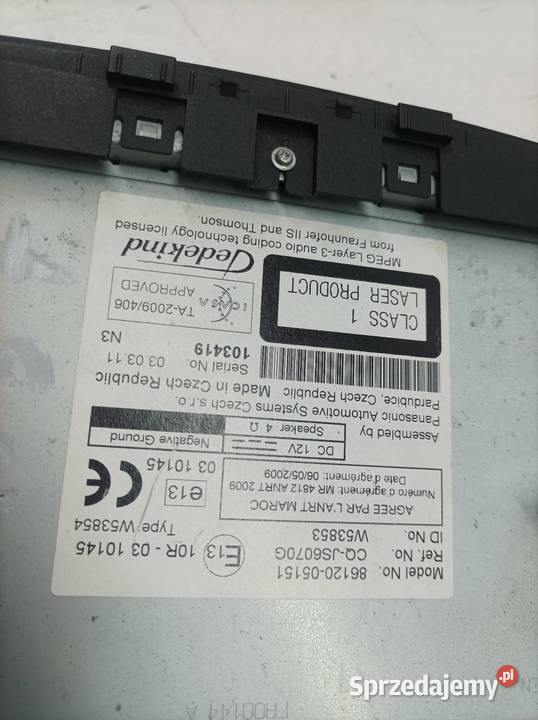 Model No. 86120-05151
Ref. No. CQ-JS6070G
ID No. W53853
E13 10R - 03 10145
Type W53854
AGREE PAR L'ANRT MAROC
Numéro d'agrément: MR 4812 ANRT 2009
Date d'agrément: 06/05/2009
e13
03 10145
CE
DC 12V
Negative Ground
Speaker 4 Ω
Assembled by
Panasonic Automotive Systems Czech s.r.o.
Pardubice, Czech Republic Made in Czech Republic
Serial No. 03.03.11 N3
103419
CLASS 1
LASER PRODUCT
ICASA
TA-2009/406
APPROVED
Dedekind
MPEG Layer-3 audio coding technology licensed
from Fraunhofer IIS and Thomson.
FA00144 A
Sprzedajemy.pl